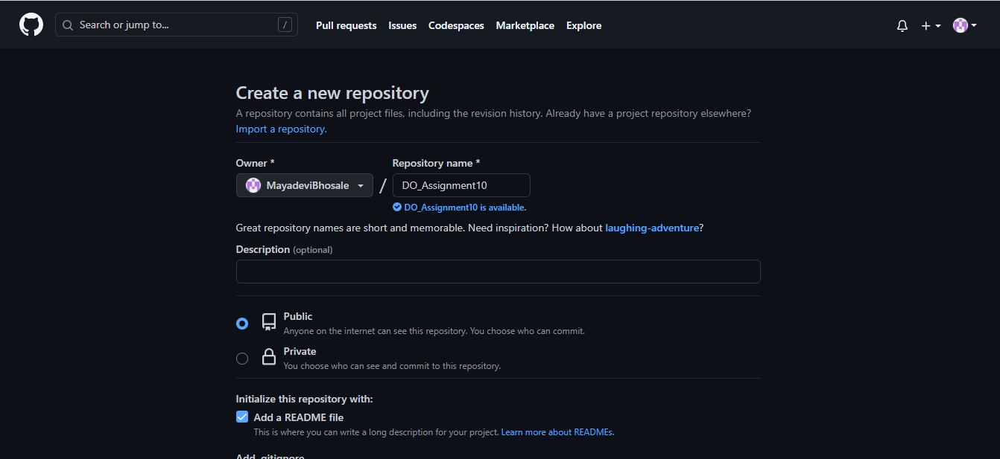 Search or jump to... / Pull requests Issues Codespaces Marketplace Explore
Create a new repository
A repository contains all project files, including the revision history. Already have a project repository elsewhere?
Import a repository.
Owner * Repository name *
MayadeviBhosale / DO_Assignment10
DO_Assignment10 is available.
Great repository names are short and memorable. Need inspiration? How about laughing-adventure?
Description (optional)
Public
Anyone on the internet can see this repository. You choose who can commit.
Private
You choose who can see and commit to this repository.
Initialize this repository with:
Add a README file
This is where you can write a long description for your project. Learn more about READMEs.
Add .gitignore